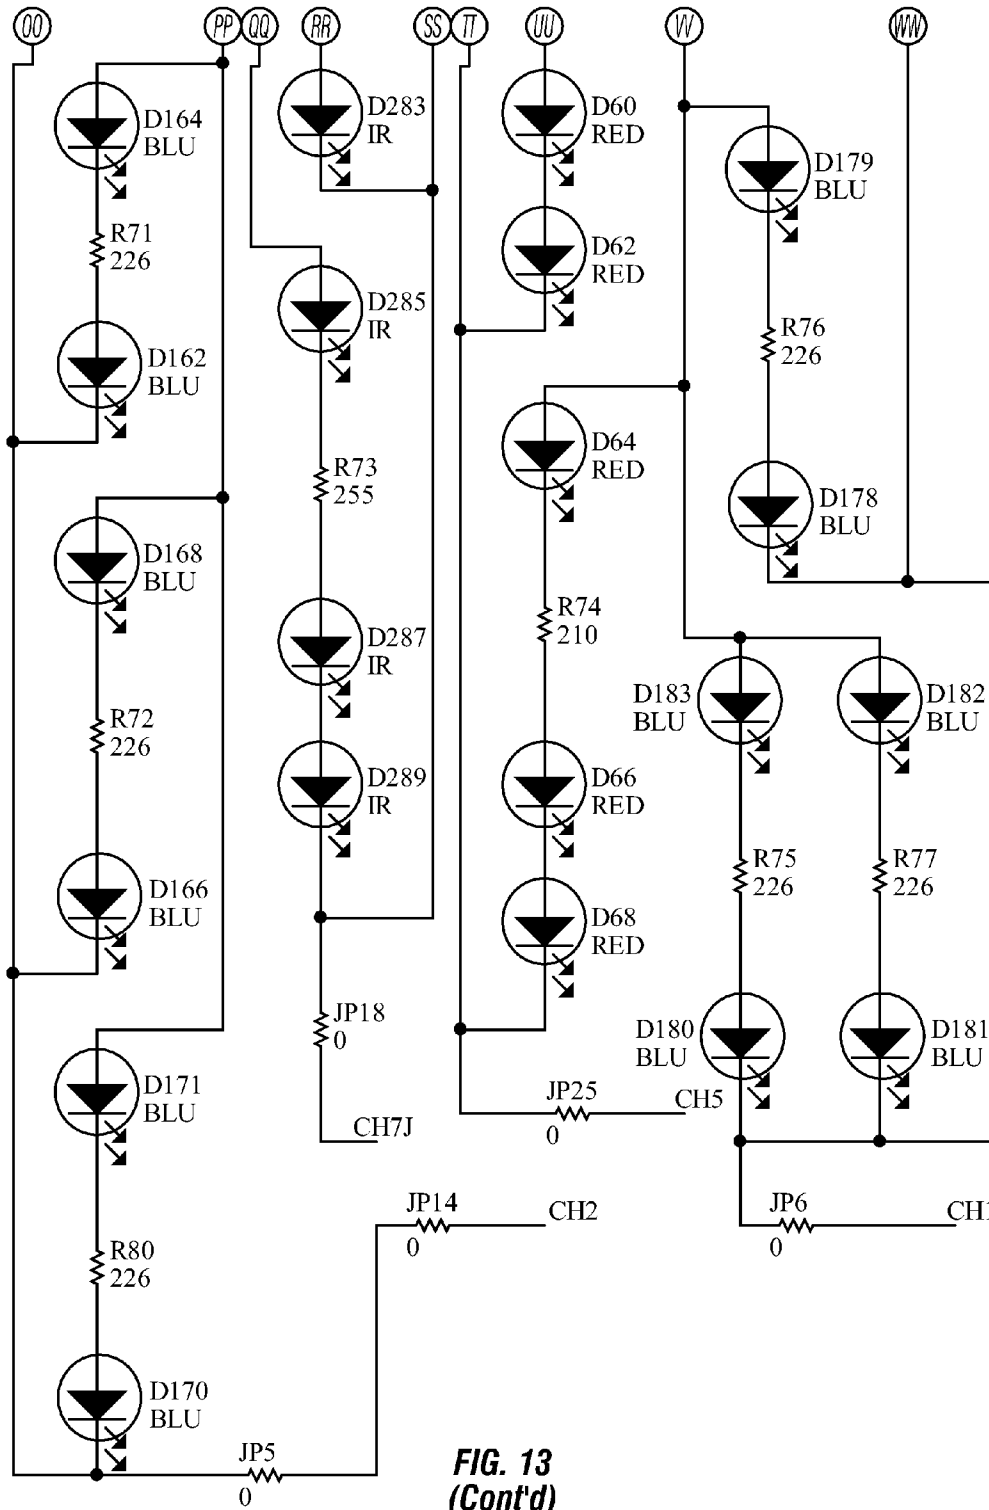 OO PP QQ RR SS TT UU VV WW
D164
BLU
R71
226
D162
BLU
D168
BLU
R72
226
D166
BLU
D171
BLU
R80
226
D170
BLU
JP5
0
D283
IR
D285
IR
R73
255
D287
IR
D289
IR
JP18
0
CH7J
JP14
0
CH2
D60
RED
D62
RED
D64
RED
R74
210
D66
RED
D68
RED
JP25
0
CH5
D179
BLU
R76
226
D178
BLU
D183
BLU
R75
226
D180
BLU
D182
BLU
R77
226
D181
BLU
JP6
0
FIG. 13
(Cont'd)